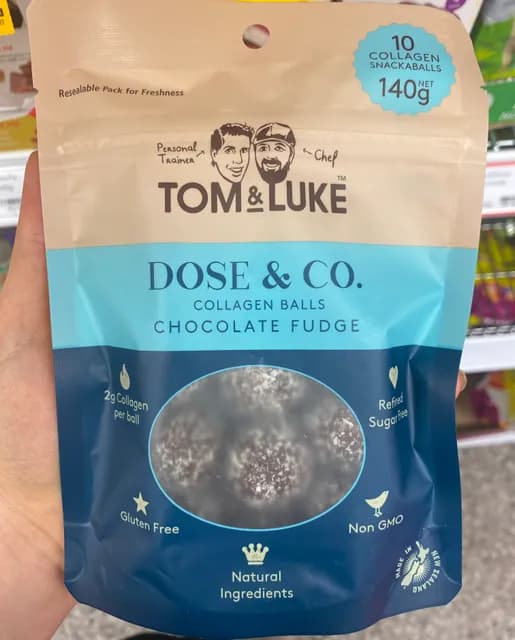 10
COLLAGEN
SNACKABALLS
140g NET
Resealable Pack for Freshness
Personal
Trainer
Chef
TOM & LUKE™
DOSE & CO.
COLLAGEN BALLS
CHOCOLATE FUDGE
2g Collagen
per ball
Refined
Sugar Free
Gluten Free
Non GMO
Natural
Ingredients
MADE IN NEW ZEALAND